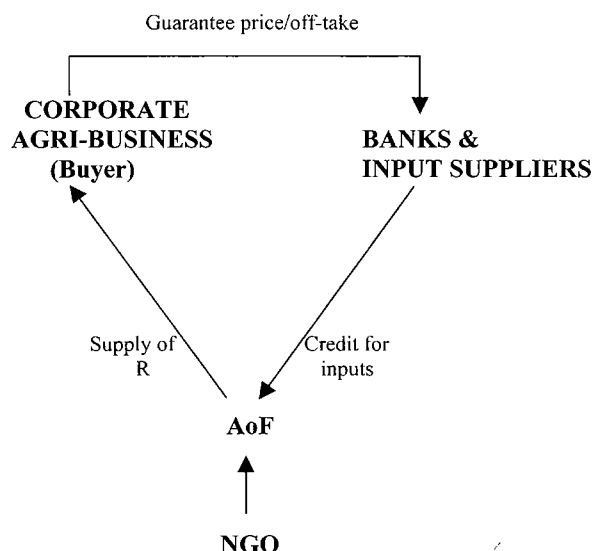 Guarantee price/off-take
CORPORATE
AGRI-BUSINESS
(Buyer)
BANKS &
INPUT SUPPLIERS
Supply of
R
Credit for
inputs
AoF
NGO